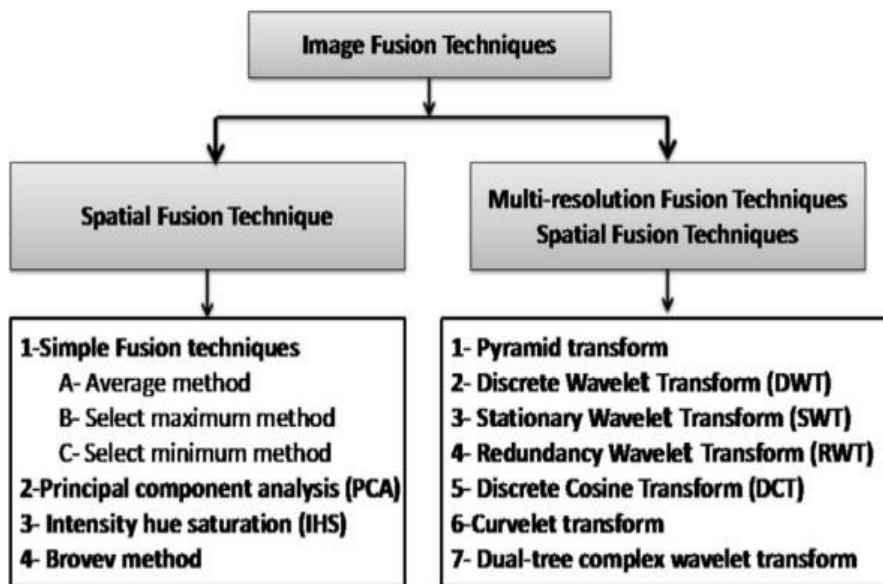 Image Fusion Techniques
Spatial Fusion Technique
Multi-resolution Fusion Techniques
Spatial Fusion Techniques
1-Simple Fusion techniques
A- Average method
B- Select maximum method
C- Select minimum method
2-Principal component analysis (PCA)
3- Intensity hue saturation (IHS)
4- Brovev method
1- Pyramid transform
2- Discrete Wavelet Transform (DWT)
3- Stationary Wavelet Transform (SWT)
4- Redundancy Wavelet Transform (RWT)
5- Discrete Cosine Transform (DCT)
6-Curvelet transform
7- Dual-tree complex wavelet transform